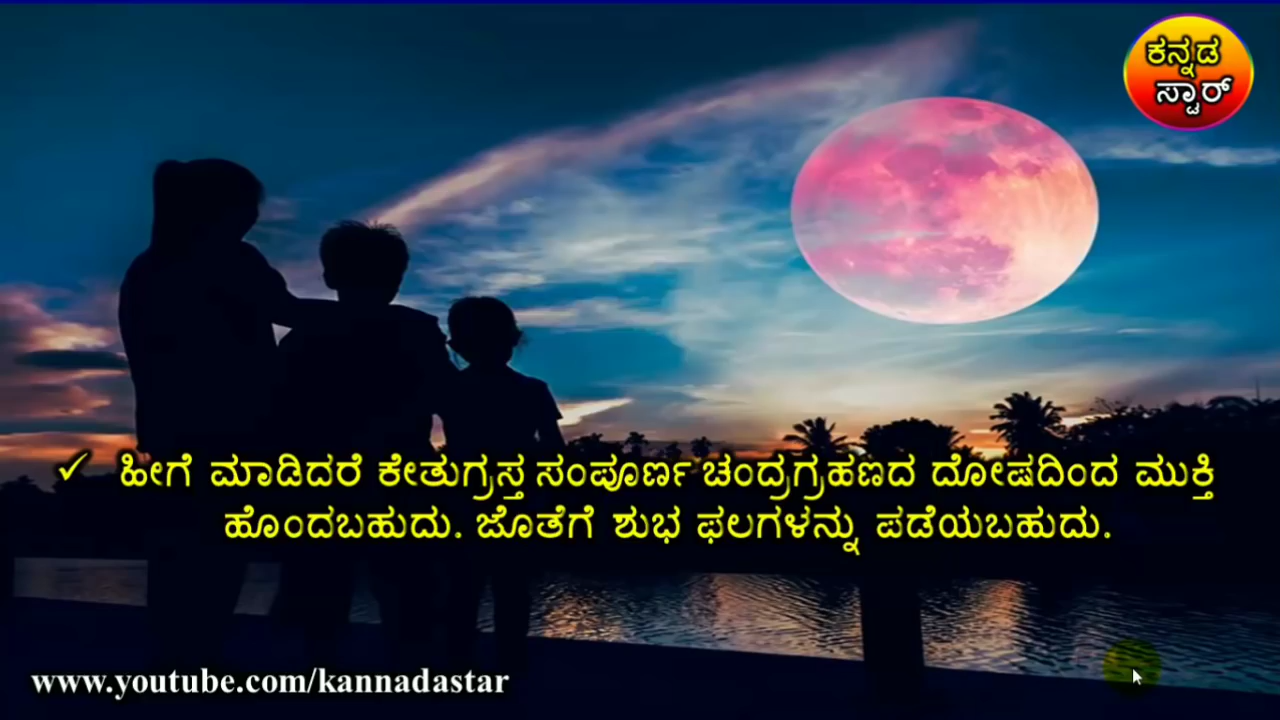 ಕನ್ನಡ
ಸ್ಟಾರ್
✓ ಹೀಗೆ ಮಾಡಿದರೆ ಕೇತುಗ್ರಸ್ತ ಸಂಪೂರ್ಣ ಚಂದ್ರಗ್ರಹಣದ ದೋಷದಿಂದ ಮುಕ್ತಿ
ಹೊಂದಬಹುದು. ಜೊತೆಗೆ ಶುಭ ಫಲಗಳನ್ನು ಪಡೆಯಬಹುದು.
www.youtube.com/kannadastar